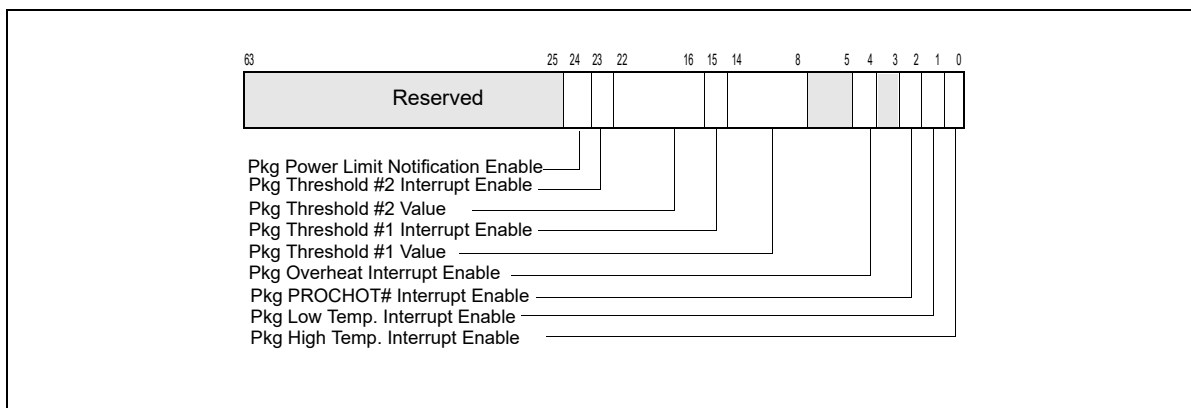 63 25 24 23 22 16 15 14 8 5 4 3 2 1 0
Reserved
Pkg Power Limit Notification Enable
Pkg Threshold #2 Interrupt Enable
Pkg Threshold #2 Value
Pkg Threshold #1 Interrupt Enable
Pkg Threshold #1 Value
Pkg Overheat Interrupt Enable
Pkg PROCHOT# Interrupt Enable
Pkg Low Temp. Interrupt Enable
Pkg High Temp. Interrupt Enable